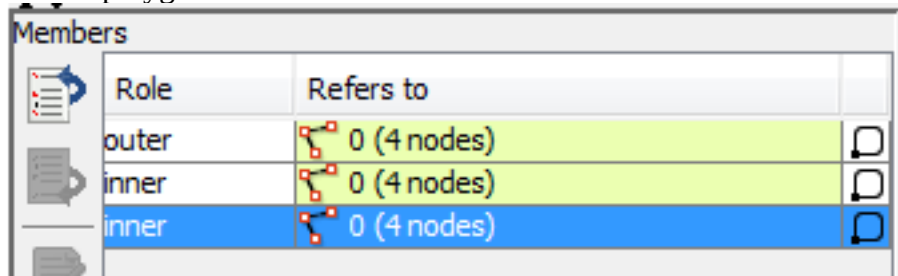 Members
Role Refers to
outer 0 (4 nodes)
inner 0 (4 nodes)
inner 0 (4 nodes)